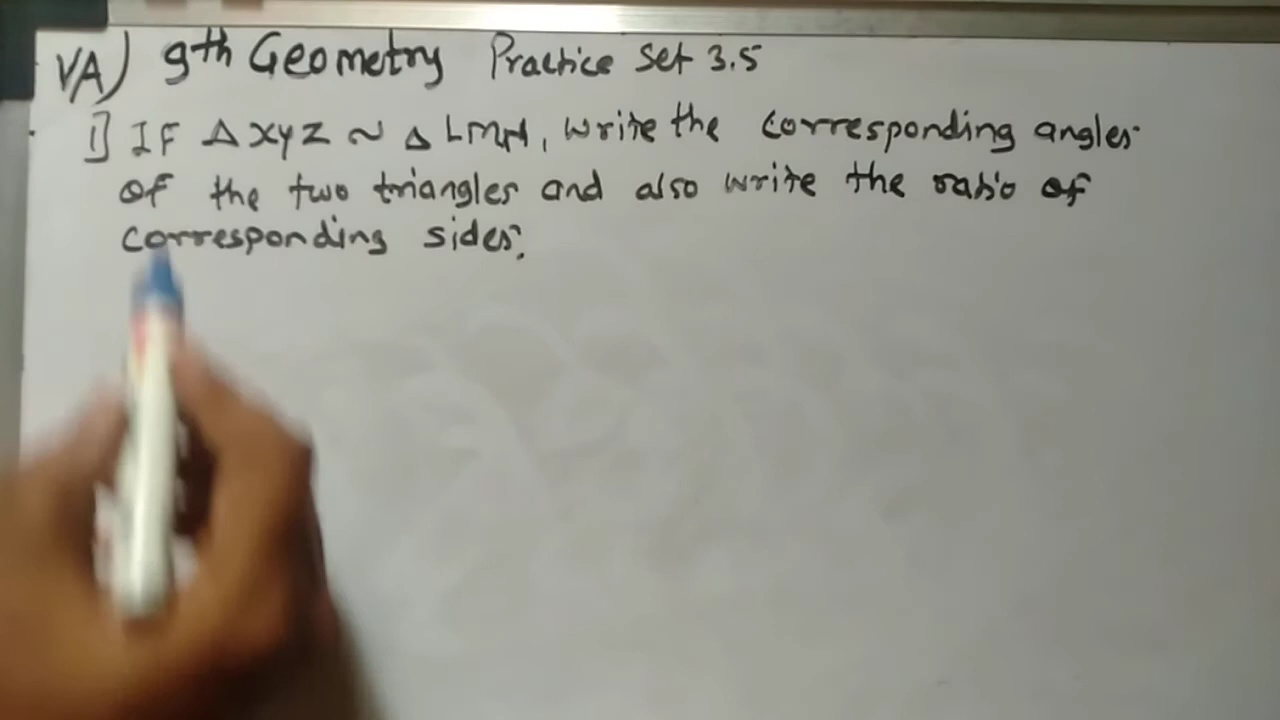 VA) 9th Geometry Practice Set 3.5
1] IF Δ XYZ ~ Δ LMN, write the corresponding angles
of the two triangles and also write the ratio of
corresponding sides.